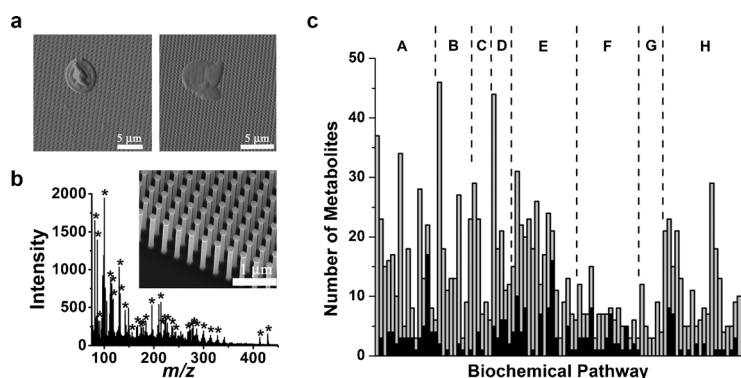 a
5 μm
5 μm
b
2000
1500
1000
500
0
Intensity
100
200
300
400
m/z
* * * * * * * * * * * * * * * * * * * * * * * * * * *
1 μm
c
A
B
C
D
E
F
G
H
50
40
30
20
10
0
Number of Metabolites
Biochemical Pathway